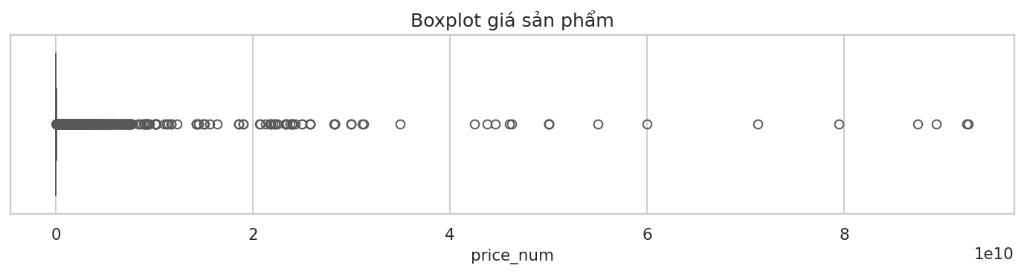 Boxplot giá sản phẩm
0 2 4 6 8
1e10
price_num